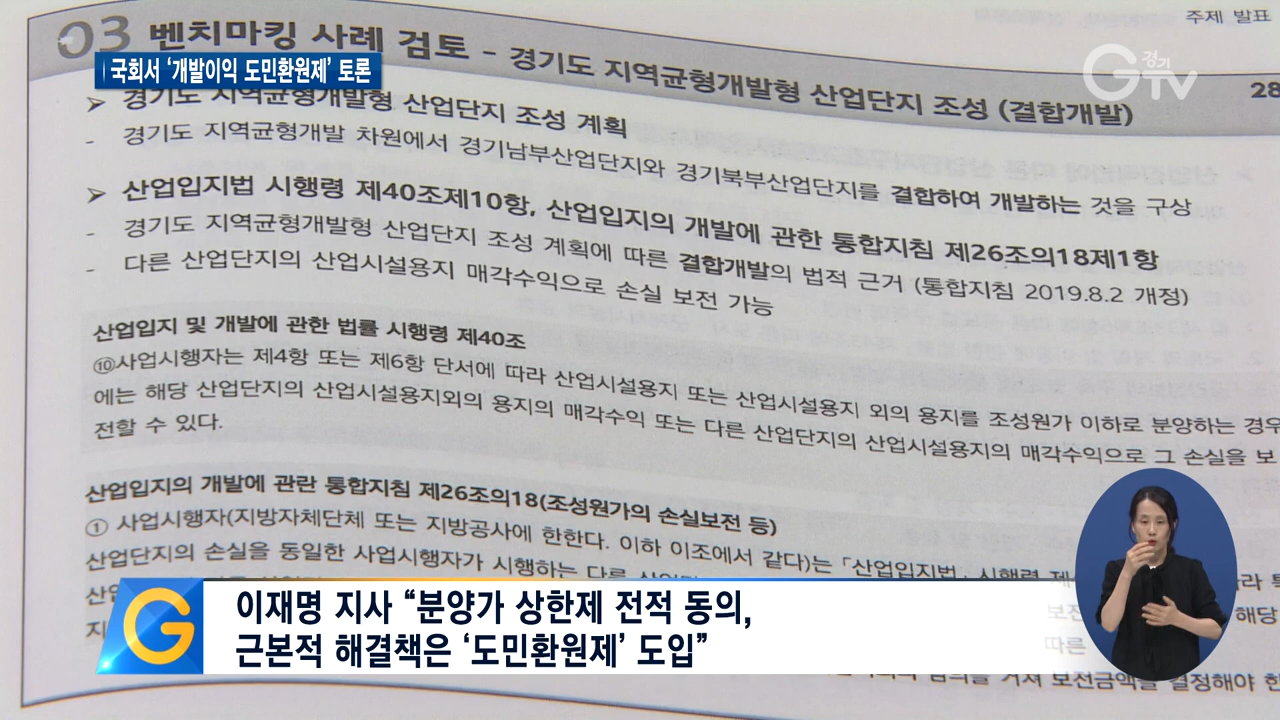 주제 발표
03 벤치마킹 사례 검토 - 경기도 지역균형개발형 산업단지 조성 (결합개발)
28
경기 GTV
국회서 ‘개발이익 도민환원제’ 토론
➤ 경기도 지역균형개발형 산업단지 조성 계획
- 경기도 지역균형개발 차원에서 경기남부산업단지와 경기북부산업단지를 결합하여 개발하는 것을 구상
➤ 산업입지법 시행령 제40조제10항, 산업입지의 개발에 관한 통합지침 제26조의18제1항
- 경기도 지역균형개발형 산업단지 조성 계획에 따른 결합개발의 법적 근거 (통합지침 2019.8.2 개정)
- 다른 산업단지의 산업시설용지 매각수익으로 손실 보전 가능
산업입지 및 개발에 관한 법률 시행령 제40조
⑩사업시행자는 제4항 또는 제6항 단서에 따라 산업시설용지 또는 산업시설용지 외의 용지를 조성원가 이하로 분양하는 경우
에는 해당 산업단지의 산업시설용지외의 용지의 매각수익 또는 다른 산업단지의 산업시설용지의 매각수익으로 그 손실을 보
전할 수 있다.
산업입지의 개발에 관란 통합지침 제26조의18(조성원가의 손실보전 등)
① 사업시행자(지방자체단체 또는 지방공사에 한한다. 이하 이조에서 같다)는 「산업입지법」 시행령
산업단지의 손실을 동일한 사업시행자가 시행하는 다른
해당
따른
보전금액을 결정해야 한
G
이재명 지사 “분양가 상한제 전적 동의,
근본적 해결책은 ‘도민환원제’ 도입”